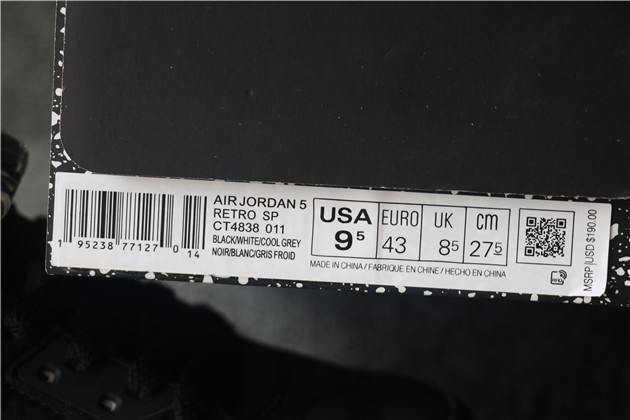 1 95238 77127 0
14
AIR JORDAN 5
RETRO SP
CT4838 011
BLACK/WHITE/COOL GREY
NOIR/BLANC/GRIS FROID
USA
9 5
EURO
43
UK
8 5
cm
27 5
MADE IN CHINA / FABRIQUE EN CHINE / HECHO EN CHINA
MSRP|USD $190.00